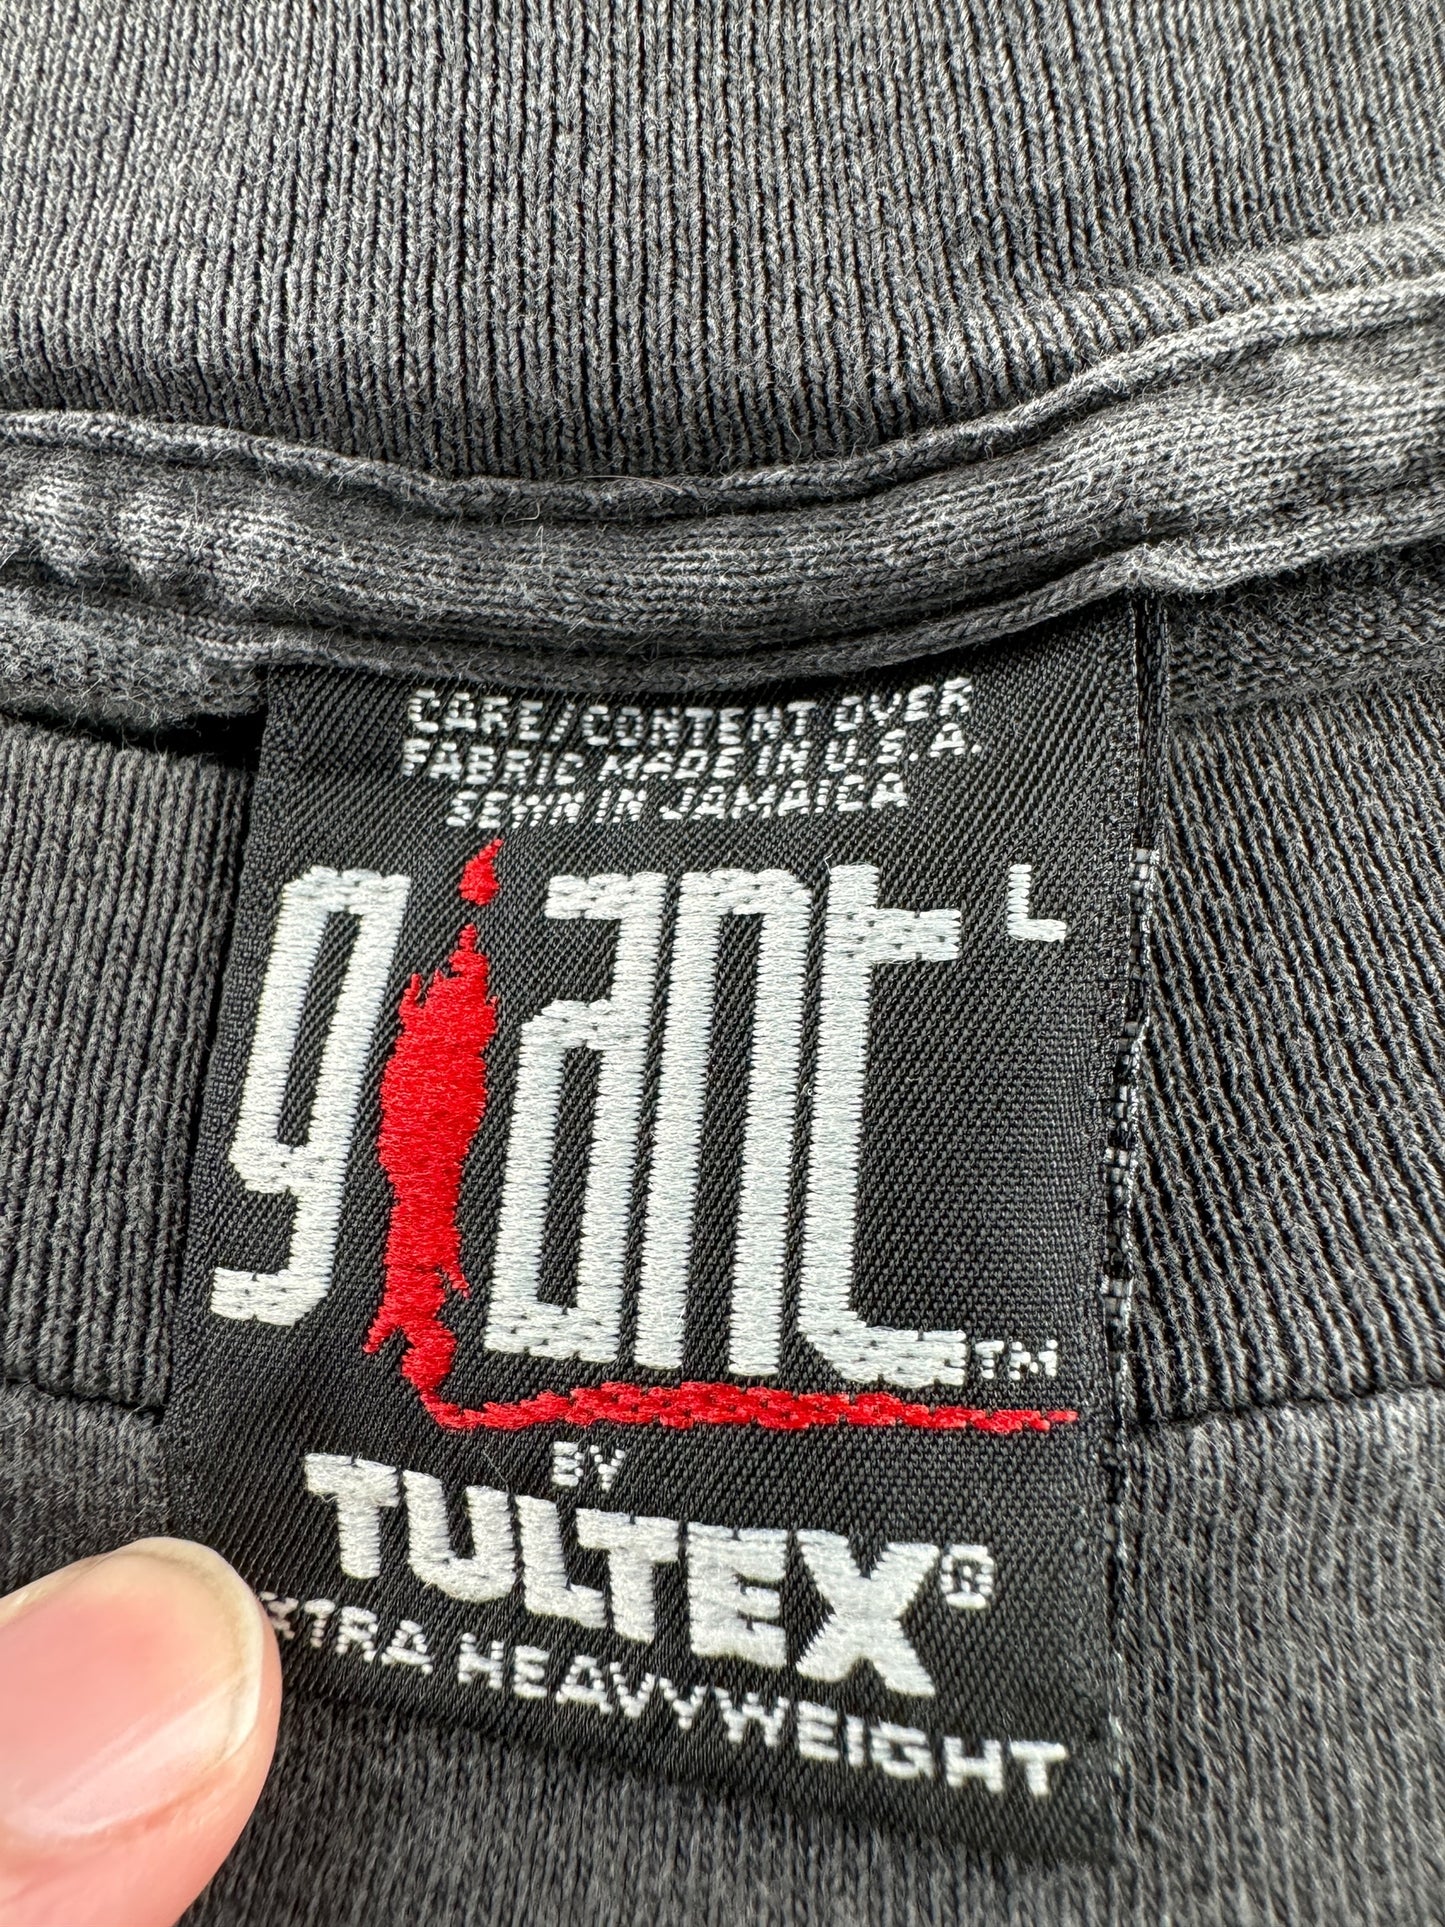 CARE/CONTENT OVER
FABRIC MADE IN U.S.A.
SEWN IN JAMAICA
giant L
TM
BY
TULTEX®
XTRA HEAVYWEIGHT